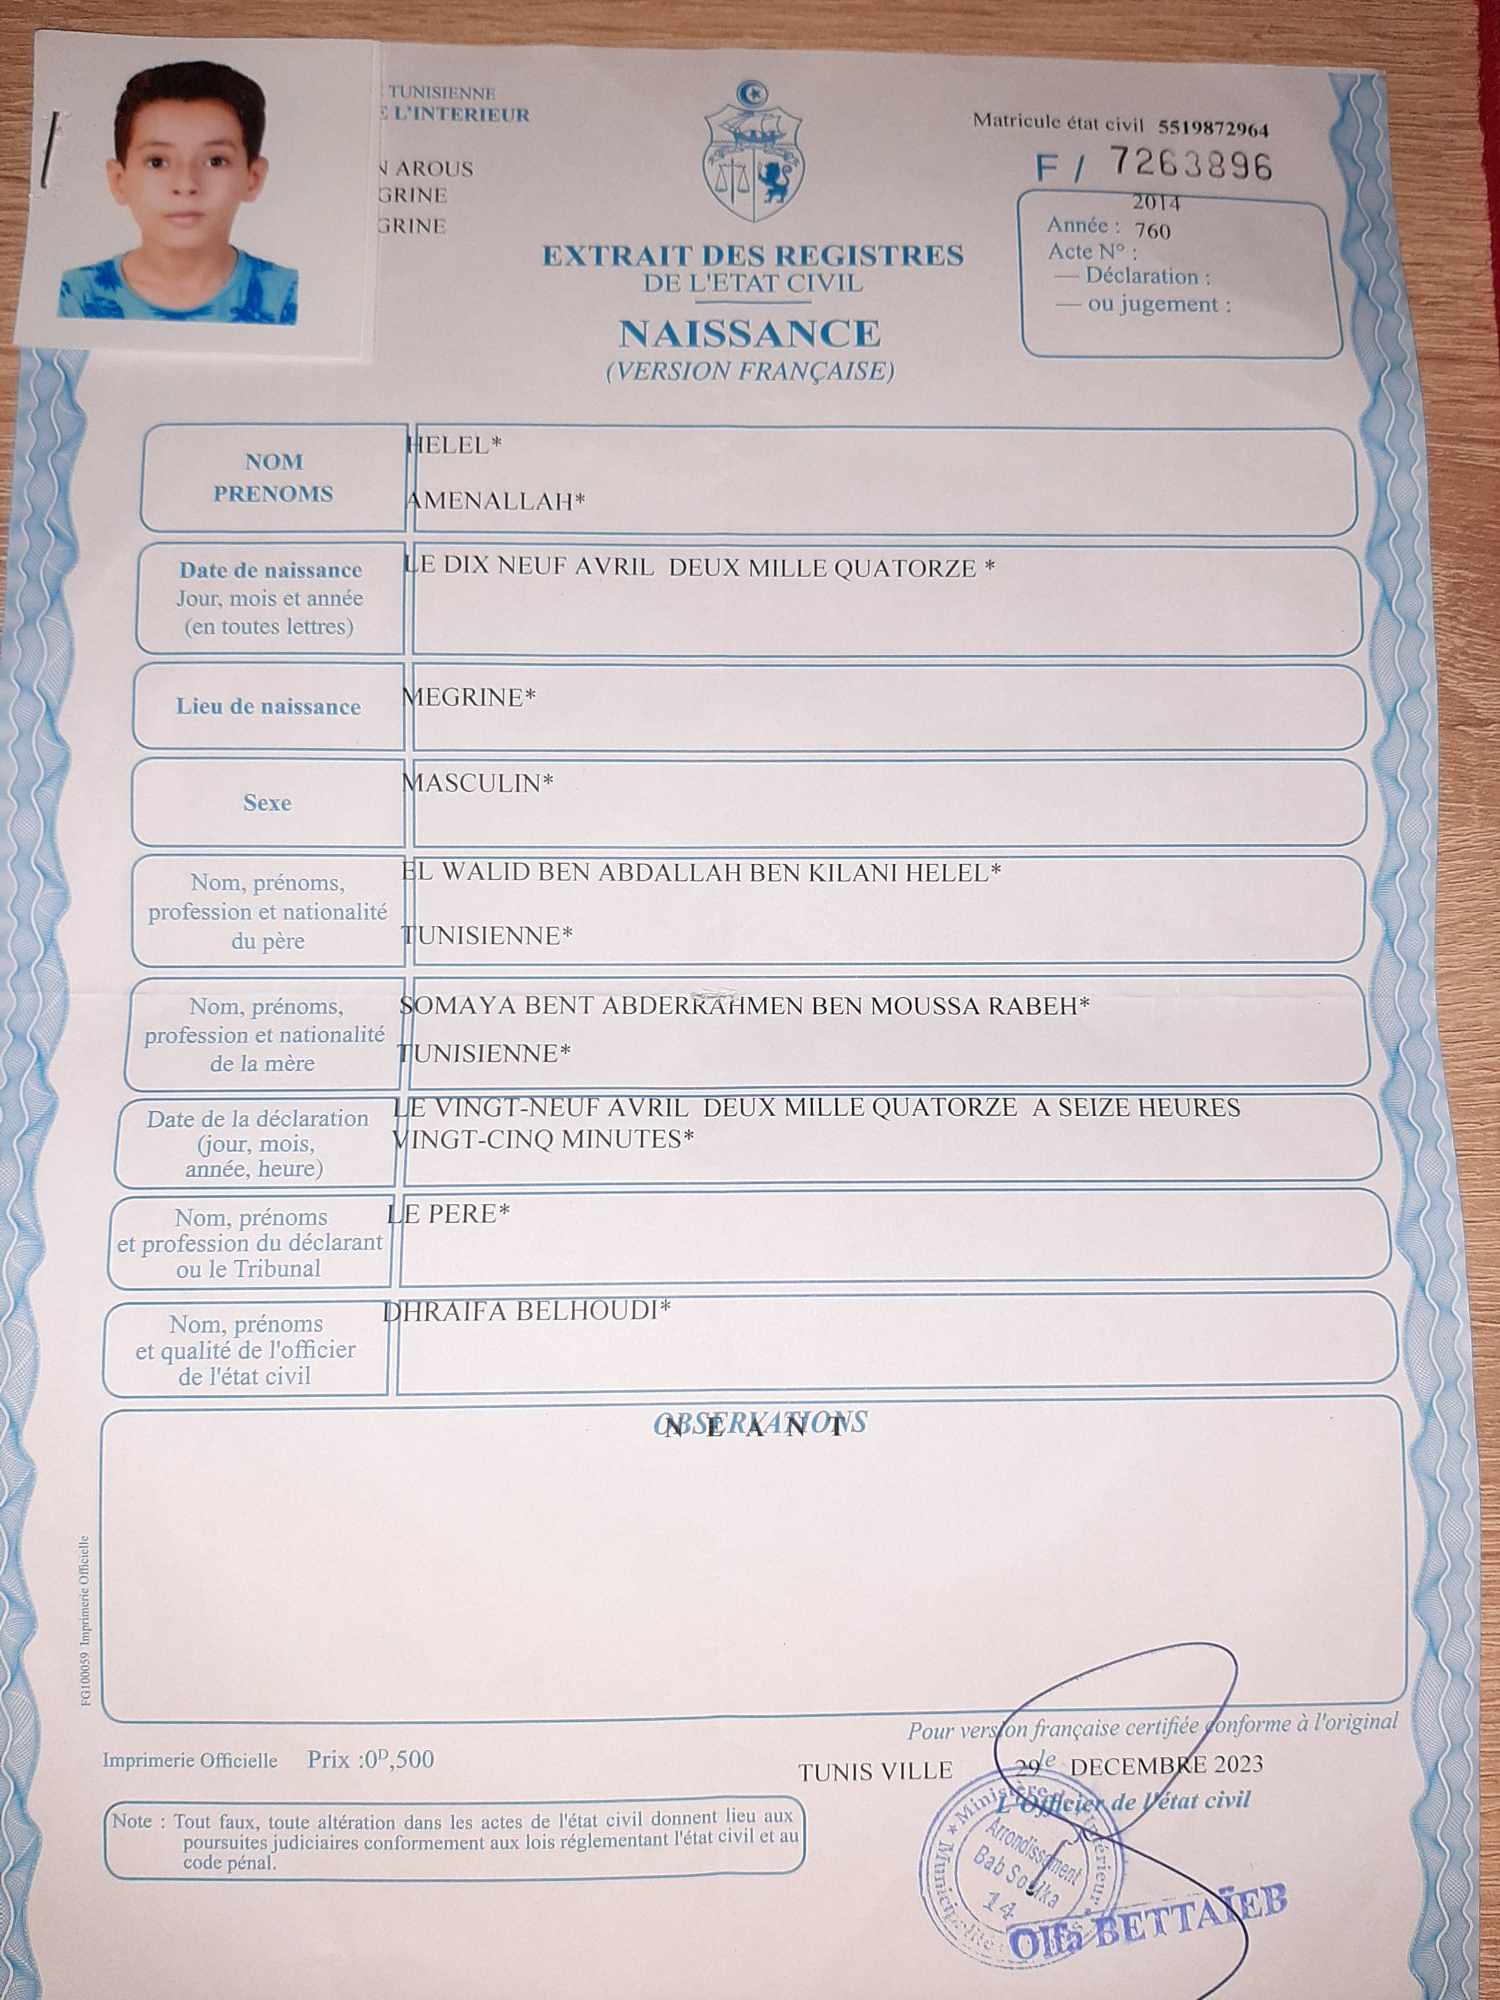 TUNISIENNE
E L'INTERIEUR
N AROUS
GRINE
GRINE
Matricule état civil 5519872964
F / 7263896
2014
Année : 760
Acte N° :
— Déclaration :
— ou jugement :
EXTRAIT DES REGISTRES
DE L'ETAT CIVIL
NAISSANCE
(VERSION FRANÇAISE)
NOM
PRENOMS
HELEL*
AMENALLAH*
Date de naissance
Jour, mois et année
(en toutes lettres)
LE DIX NEUF AVRIL DEUX MILLE QUATORZE *
Lieu de naissance
MEGRINE*
Sexe
MASCULIN*
Nom, prénoms,
profession et nationalité
du père
EL WALID BEN ABDALLAH BEN KILANI HELEL*
TUNISIENNE*
Nom, prénoms,
profession et nationalité
de la mère
SOMAYA BENT ABDERRAHMEN BEN MOUSSA RABEH*
TUNISIENNE*
Date de la déclaration
(jour, mois,
année, heure)
LE VINGT-NEUF AVRIL DEUX MILLE QUATORZE A SEIZE HEURES
VINGT-CINQ MINUTES*
Nom, prénoms
et profession du déclarant
ou le Tribunal
LE PERE*
Nom, prénoms
et qualité de l'officier
de l'état civil
DHRAIFA BELHOUDI*
OBSERVATIONS
N E A N T
FG100059 Imprimerie Officielle
Pour version française certifiée conforme à l'original
Imprimerie Officielle Prix :0ᴰ,500
TUNIS VILLE 29 le DECEMBRE 2023
L'Officier de l'état civil
Note : Tout faux, toute altération dans les actes de l'état civil donnent lieu aux
poursuites judiciaires conformement aux lois réglementant l'état civil et au
code pénal.
Ministère de l'Intérieur
Municipalité
Arrondissement
Bab Souika
14
Olfa BETTAÏEB